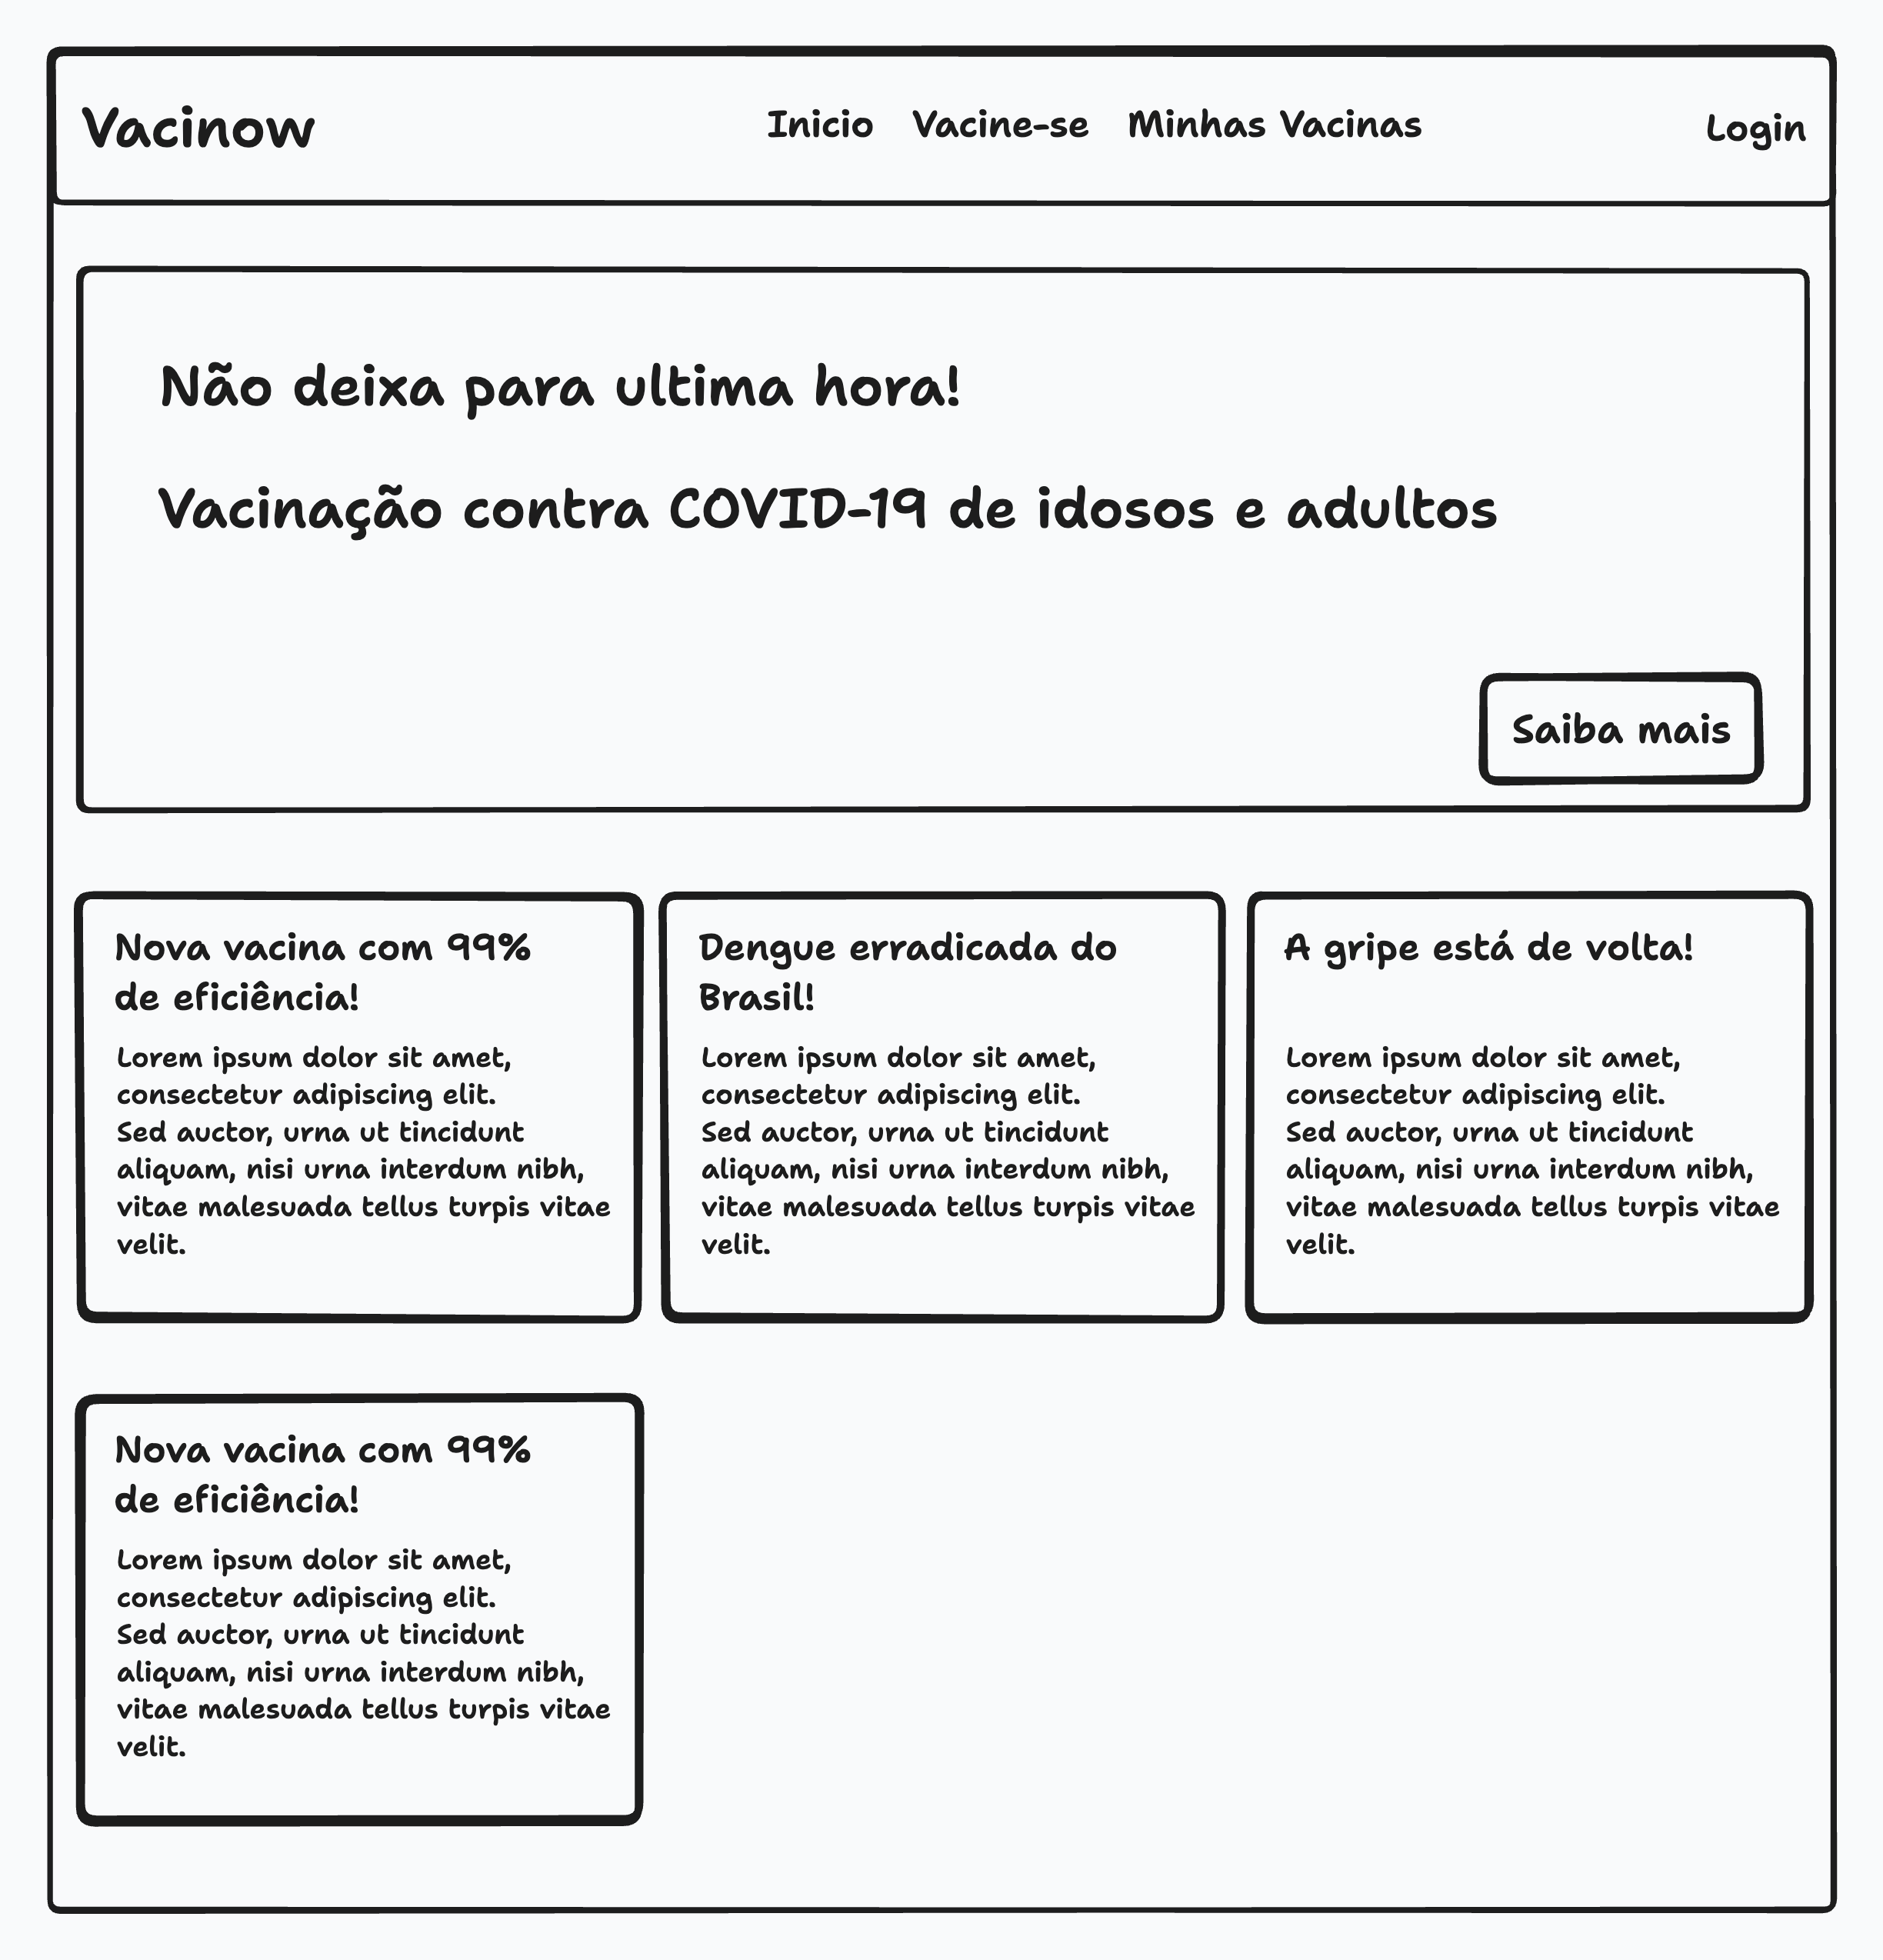 Vacinow
Inicio Vacine-se Minhas Vacinas
Login
Não deixa para ultima hora!
Vacinação contra COVID-19 de idosos e adultos
Saiba mais
Nova vacina com 99%
de eficiência!
Lorem ipsum dolor sit amet,
consectetur adipiscing elit.
Sed auctor, urna ut tincidunt
aliquam, nisi urna interdum nibh,
vitae malesuada tellus turpis vitae
velit.
Dengue erradicada do
Brasil!
Lorem ipsum dolor sit amet,
consectetur adipiscing elit.
Sed auctor, urna ut tincidunt
aliquam, nisi urna interdum nibh,
vitae malesuada tellus turpis vitae
velit.
A gripe está de volta!
Lorem ipsum dolor sit amet,
consectetur adipiscing elit.
Sed auctor, urna ut tincidunt
aliquam, nisi urna interdum nibh,
vitae malesuada tellus turpis vitae
velit.
Nova vacina com 99%
de eficiência!
Lorem ipsum dolor sit amet,
consectetur adipiscing elit.
Sed auctor, urna ut tincidunt
aliquam, nisi urna interdum nibh,
vitae malesuada tellus turpis vitae
velit.